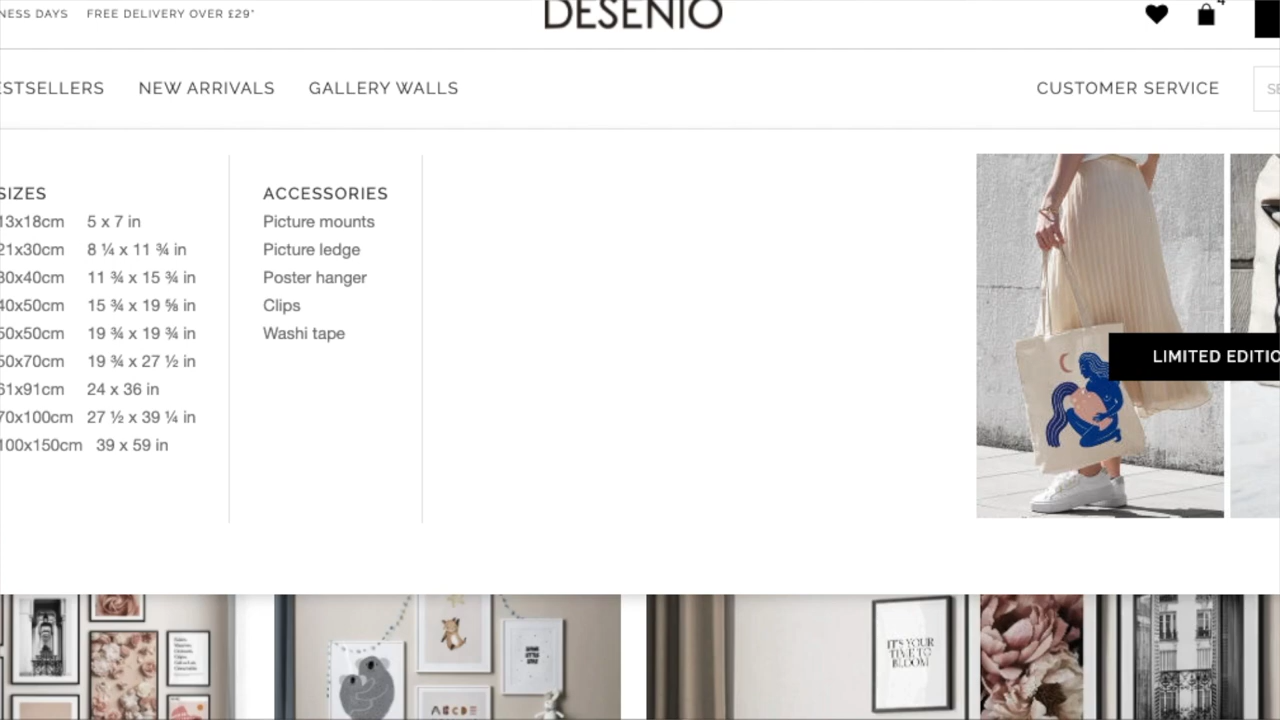 NESS DAYS FREE DELIVERY OVER £29*
DESENIO
4
ESTSELLERS NEW ARRIVALS GALLERY WALLS CUSTOMER SERVICE SE
SIZES
13x18cm 5 x 7 in
21x30cm 8 ¼ x 11 ¾ in
30x40cm 11 ¾ x 15 ¾ in
40x50cm 15 ¾ x 19 ⅝ in
50x50cm 19 ¾ x 19 ¾ in
50x70cm 19 ¾ x 27 ½ in
61x91cm 24 x 36 in
70x100cm 27 ½ x 39 ¼ in
100x150cm 39 x 59 in
ACCESSORIES
Picture mounts
Picture ledge
Poster hanger
Clips
Washi tape
LIMITED EDITIO
ABCDE
IT'S YOUR
TIME TO
BLOOM